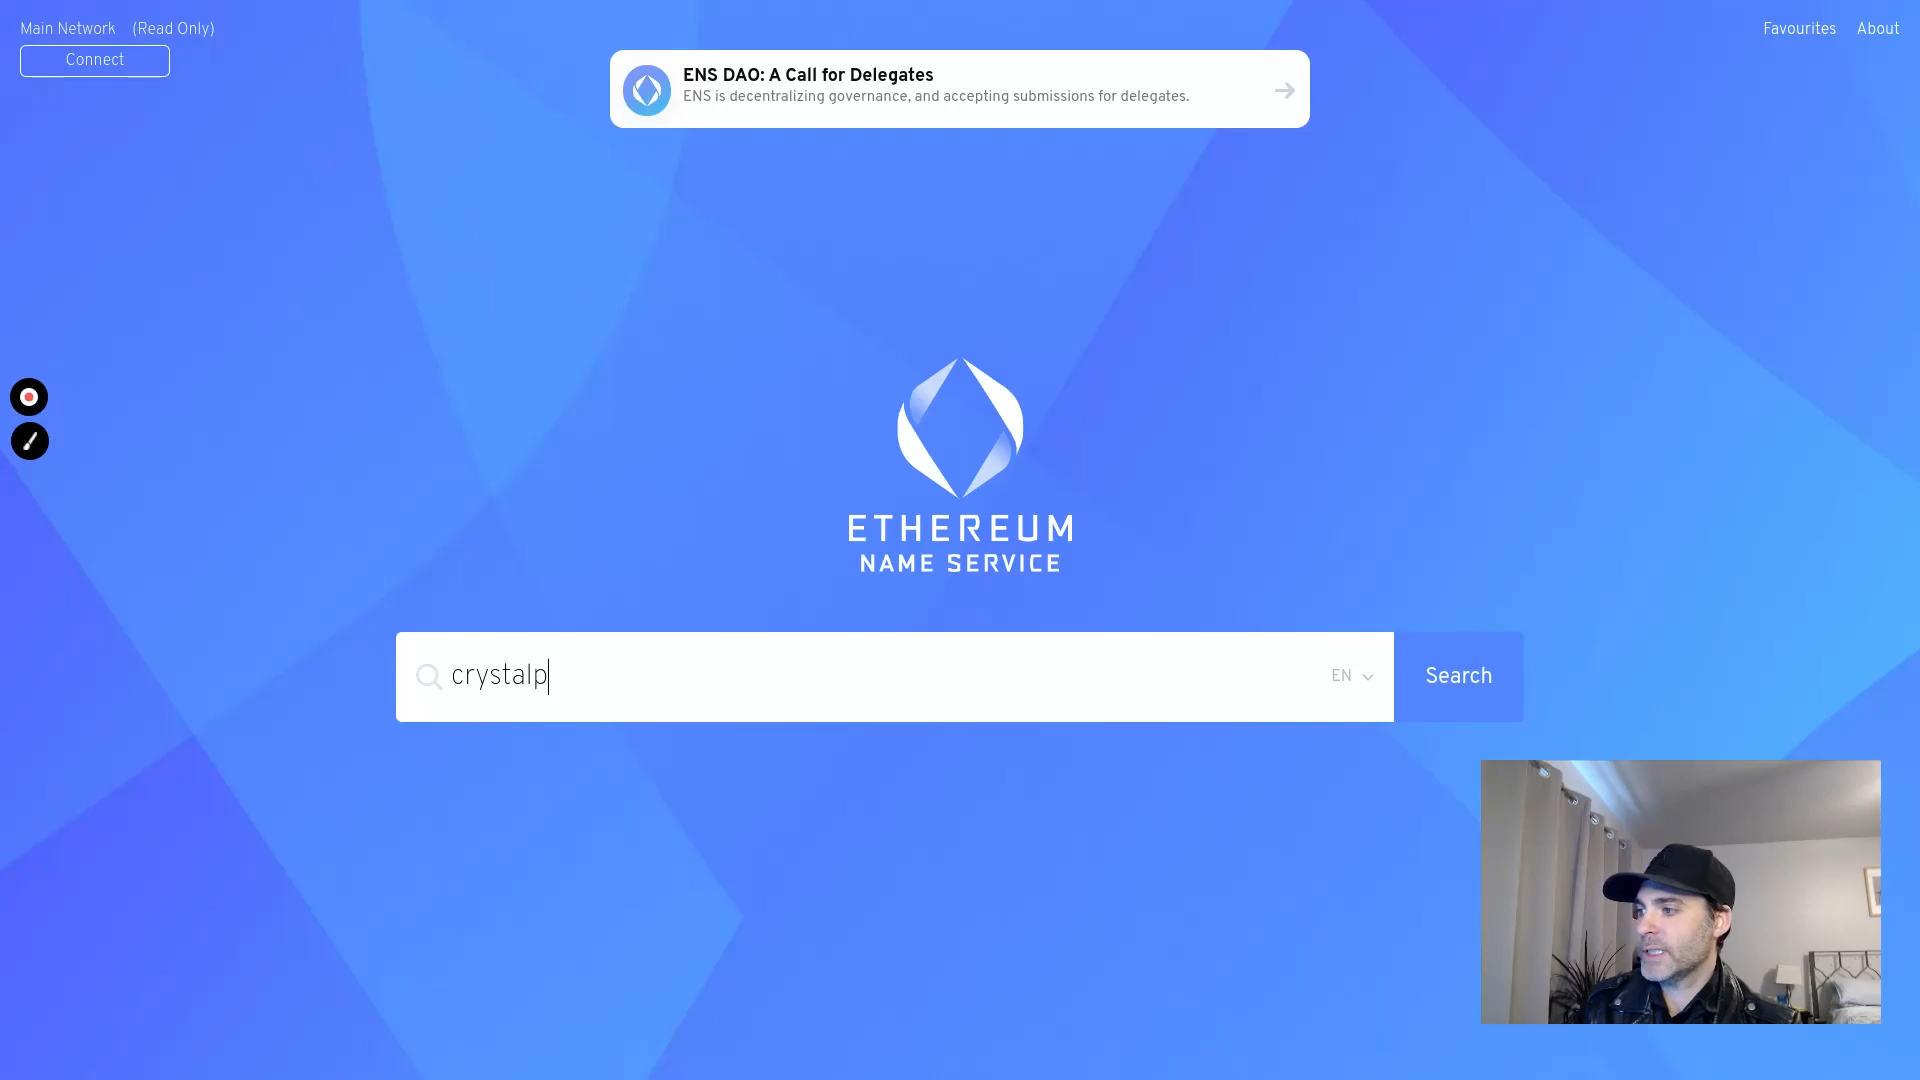 Main Network (Read Only)
Connect
Favourites About
ENS DAO: A Call for Delegates
ENS is decentralizing governance, and accepting submissions for delegates.
ETHEREUM
NAME SERVICE
crystalp
EN
Search